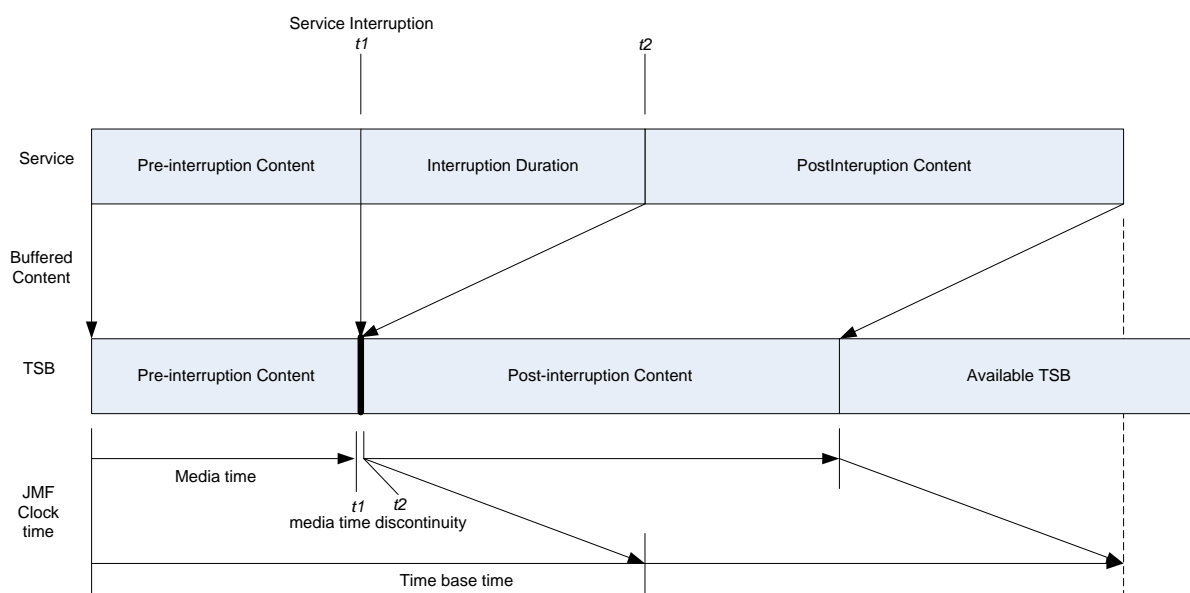 Service Interruption
t1
t2
Service
Pre-interruption Content
Interruption Duration
PostInteruption Content
Buffered
Content
TSB
Pre-interruption Content
Post-interruption Content
Available TSB
Media time
JMF
Clock
time
t1
t2
media time discontinuity
Time base time